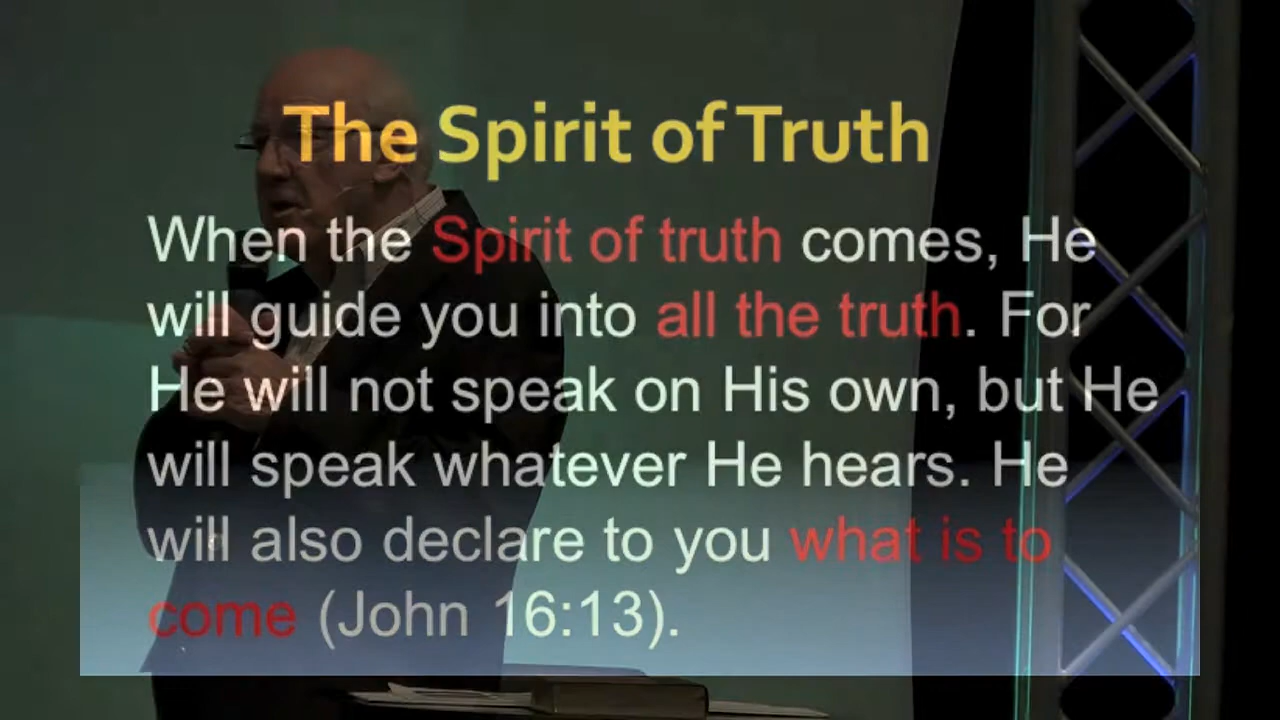 The Spirit of Truth
When the Spirit of truth comes, He
will guide you into all the truth. For
He will not speak on His own, but He
will speak whatever He hears. He
will also declare to you what is to
come (John 16:13).